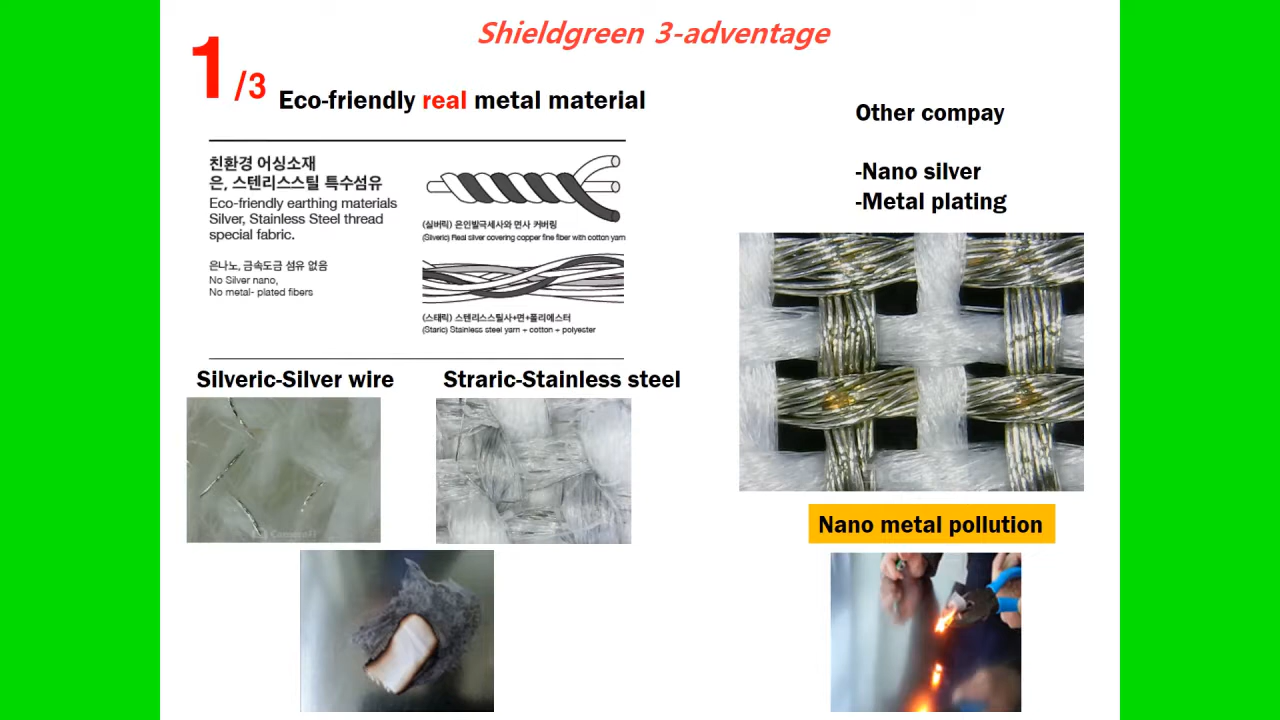 Shieldgreen 3-adventage
1/3
Eco-friendly real metal material
친환경 어싱소재
은, 스텐리스스틸 특수섬유
Eco-friendly earthing materials
Silver, Stainless Steel thread
special fabric.
은나노, 금속도금 섬유 없음
No Silver nano,
No metal- plated fibers
(실버릭) 은인발극세사와 면사 커버링
(Silveric) Real silver covering copper fine fiber with cotton yarn
(스태릭) 스텐리스스틸사+면+폴리에스터
(Staric) Stainless steel yarn + cotton + polyester
Silveric-Silver wire
Straric-Stainless steel
Other compay
-Nano silver
-Metal plating
Nano metal pollution